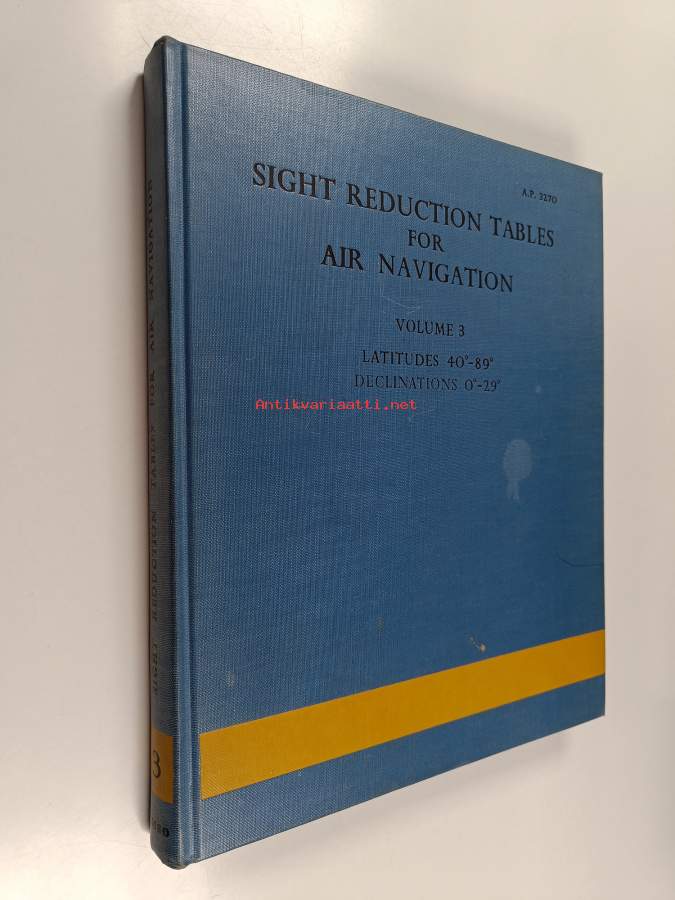 A.P. 3270
SIGHT REDUCTION TABLES
FOR
AIR NAVIGATION
VOLUME 3
LATITUDES 40°-89°
DECLINATIONS 0°-29°
Antikvariaatti.net
SIGHT REDUCTION TABLES FOR AIR NAVIGATION
3